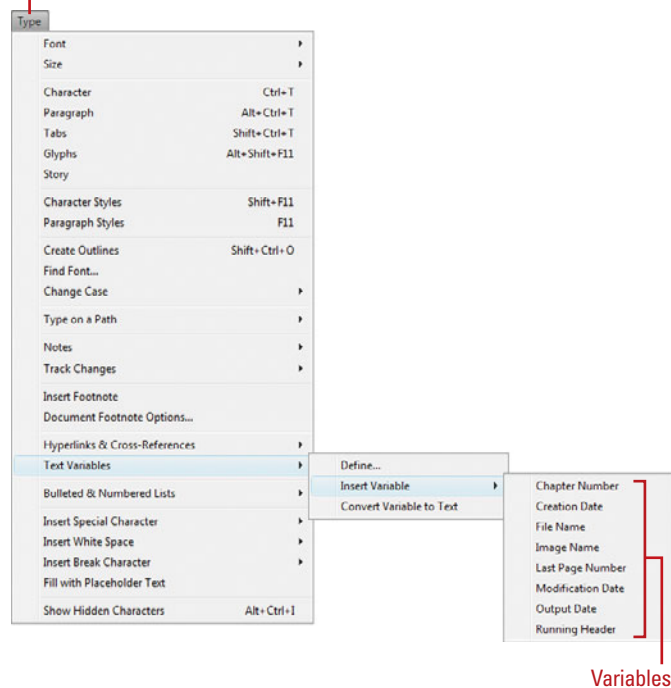 Type
Font
Size
Character Ctrl+T
Paragraph Alt+Ctrl+T
Tabs Shift+Ctrl+T
Glyphs Alt+Shift+F11
Story
Character Styles Shift+F11
Paragraph Styles F11
Create Outlines Shift+Ctrl+O
Find Font...
Change Case
Type on a Path
Notes
Track Changes
Insert Footnote
Document Footnote Options...
Hyperlinks & Cross-References
Text Variables
Bulleted & Numbered Lists
Insert Special Character
Insert White Space
Insert Break Character
Fill with Placeholder Text
Show Hidden Characters Alt+Ctrl+I
Define...
Insert Variable
Convert Variable to Text
Chapter Number
Creation Date
File Name
Image Name
Last Page Number
Modification Date
Output Date
Running Header
Variables